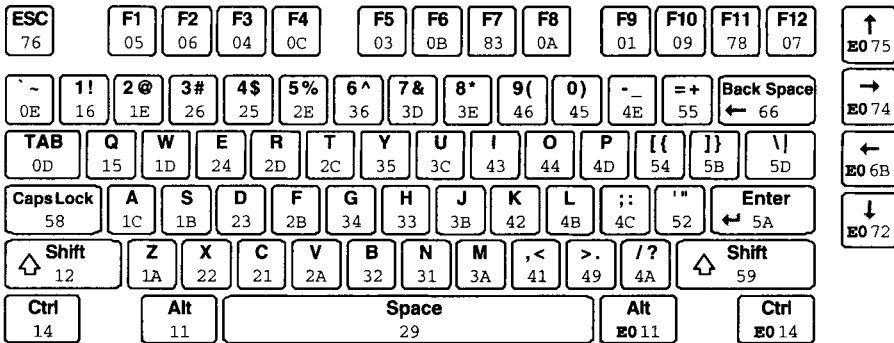 ESC F1 F2 F3 F4 F5 F6 F7 F8 F9 F10 F11 F12 ↑
76 05 06 04 0C 03 0B 83 0A 01 09 78 07 E0 75
` ~ 1! 2@ 3# 4$ 5% 6^ 7& 8* 9( 0) -_ =+ Back Space →
0E 16 1E 26 25 2E 36 3D 3E 46 45 4E 55 ← 66 E0 74
TAB Q W E R T Y U I O P [{ ]} \| ←
0D 15 1D 24 2D 2C 35 3C 43 44 4D 54 5B 5D E0 6B
Caps Lock A S D F G H J K L ;: '" Enter ↓
58 1C 1B 23 2B 34 33 3B 42 4B 4C 52 ↵ 5A E0 72
⇧ Shift Z X C V B N M ,< >. /? ⇧ Shift
12 1A 22 21 2A 32 31 3A 41 49 4A 59
Ctrl Alt Space Alt Ctrl
14 11 29 E0 11 E0 14